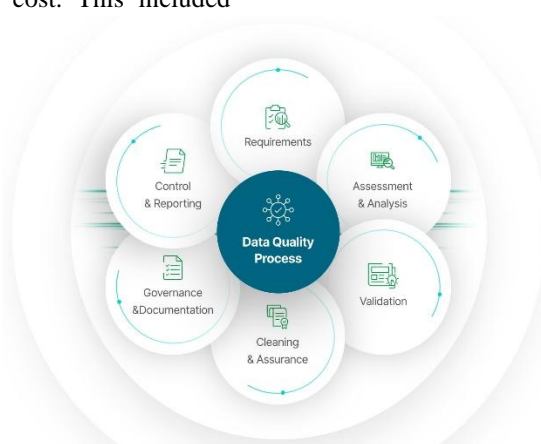 cost. This included
Requirements
Control
& Reporting
Assessment
& Analysis
Data Quality
Process
Governance
&Documentation
Validation
Cleaning
& Assurance